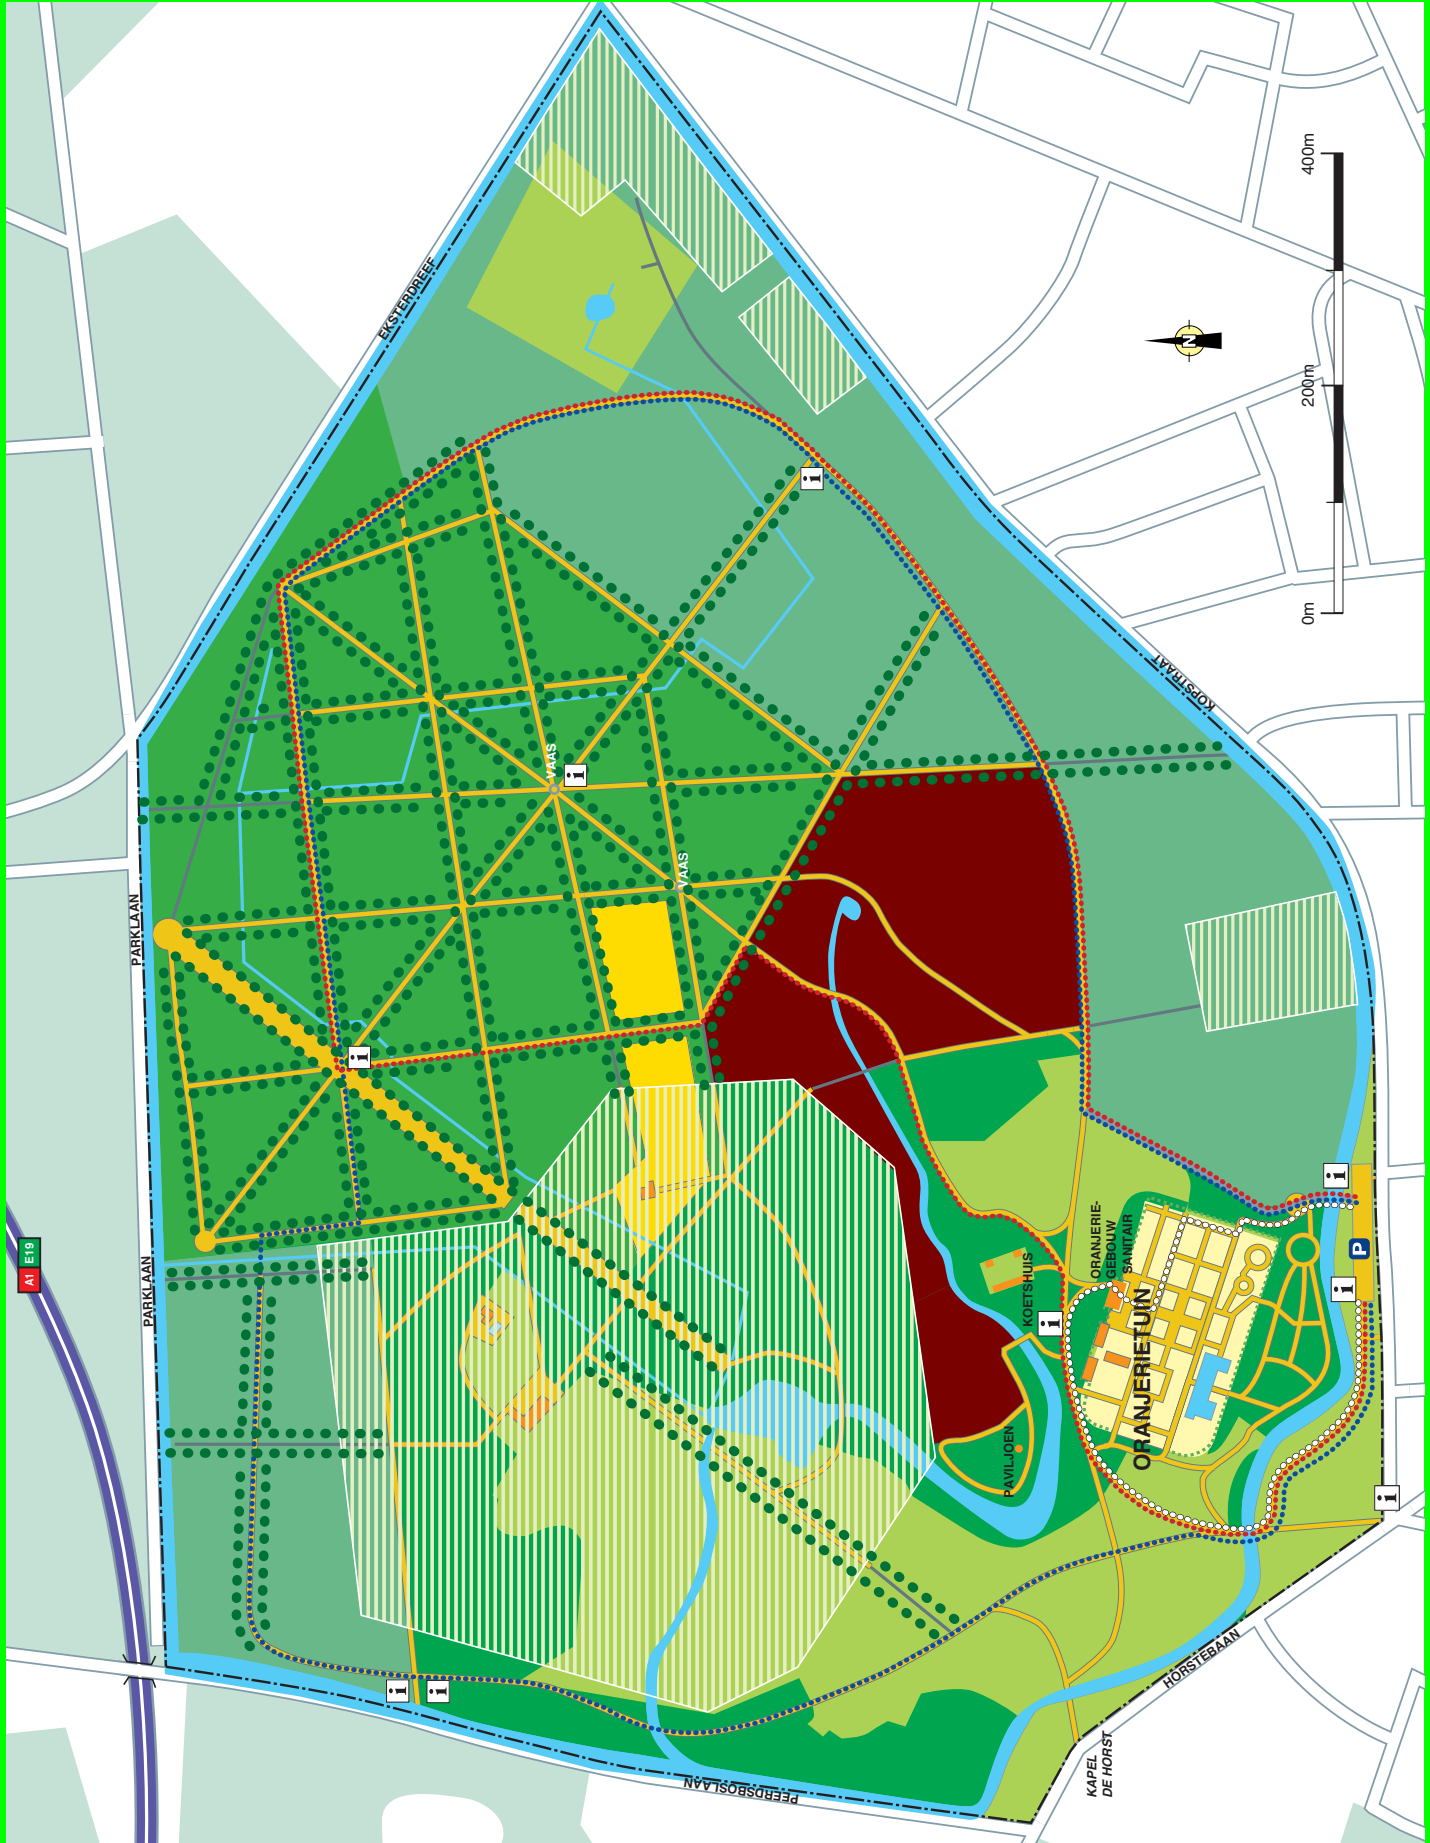 EKSTERDREEF
PARKLAAN
PARKLAAN
A1
E19
VAAS
i
VAAS
i
i
i
i
i
N
0m
200m
400m
KOPSTRAAT
ORANJERIE-
GEBOUW
SANITAIR
KOETSHUIS
i
ORANJERIETUIN
PAVILJOEN
i
P
i
i
HORSTEBAAN
KAPEL
DE HORST
PEERDSBOSLAAN